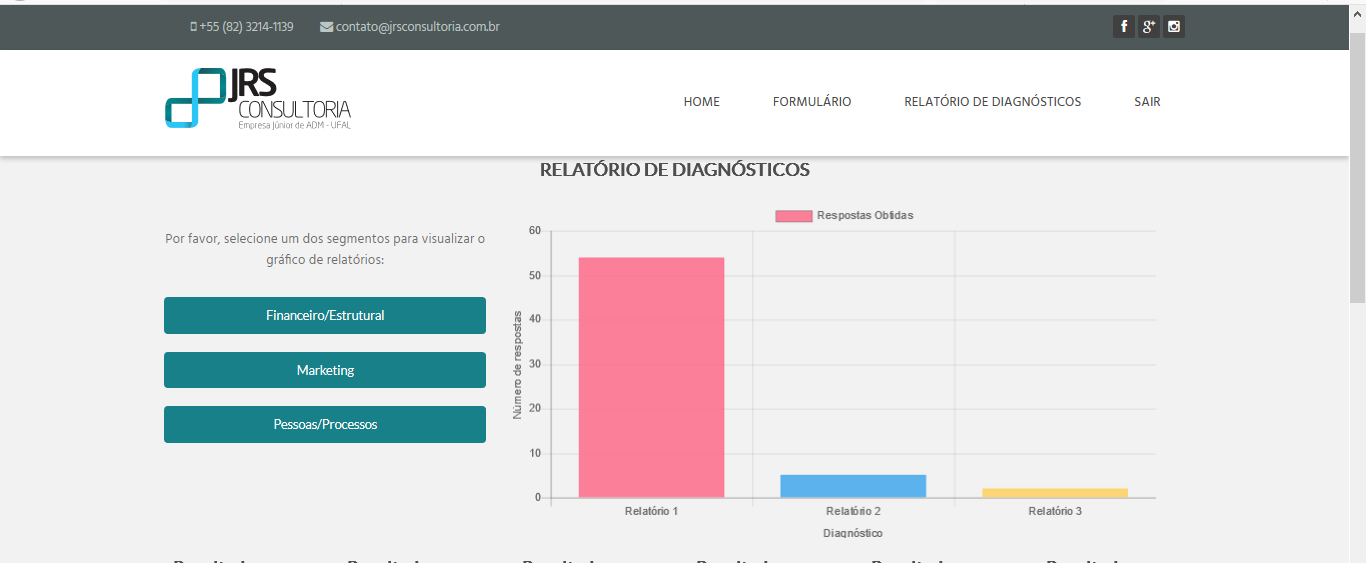 +55 (82) 3214-1139 contato@jrsconsultoria.com.br
JRS
CONSULTORIA
Empresa Júnior de ADM - UFAL
HOME FORMULÁRIO RELATÓRIO DE DIAGNÓSTICOS SAIR
RELATÓRIO DE DIAGNÓSTICOS
Por favor, selecione um dos segmentos para visualizar o
gráfico de relatórios:
Financeiro/Estrutural
Marketing
Pessoas/Processos
Respostas Obtidas
Número de respostas
60
50
40
30
20
10
0
Relatório 1 Relatório 2 Relatório 3
Diagnóstico